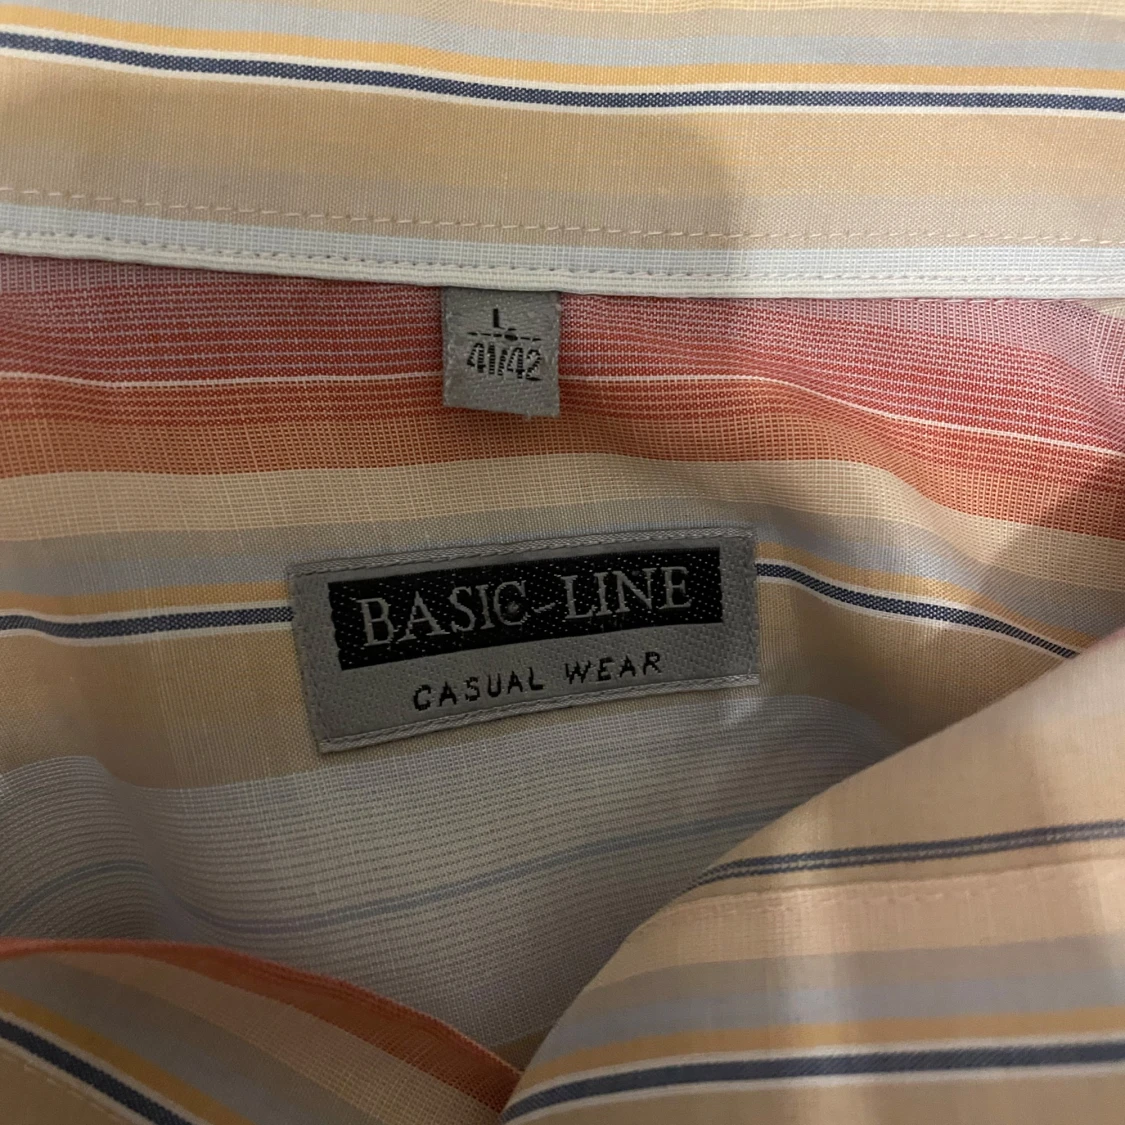 L
41/42
BASIC-LINE
CASUAL WEAR